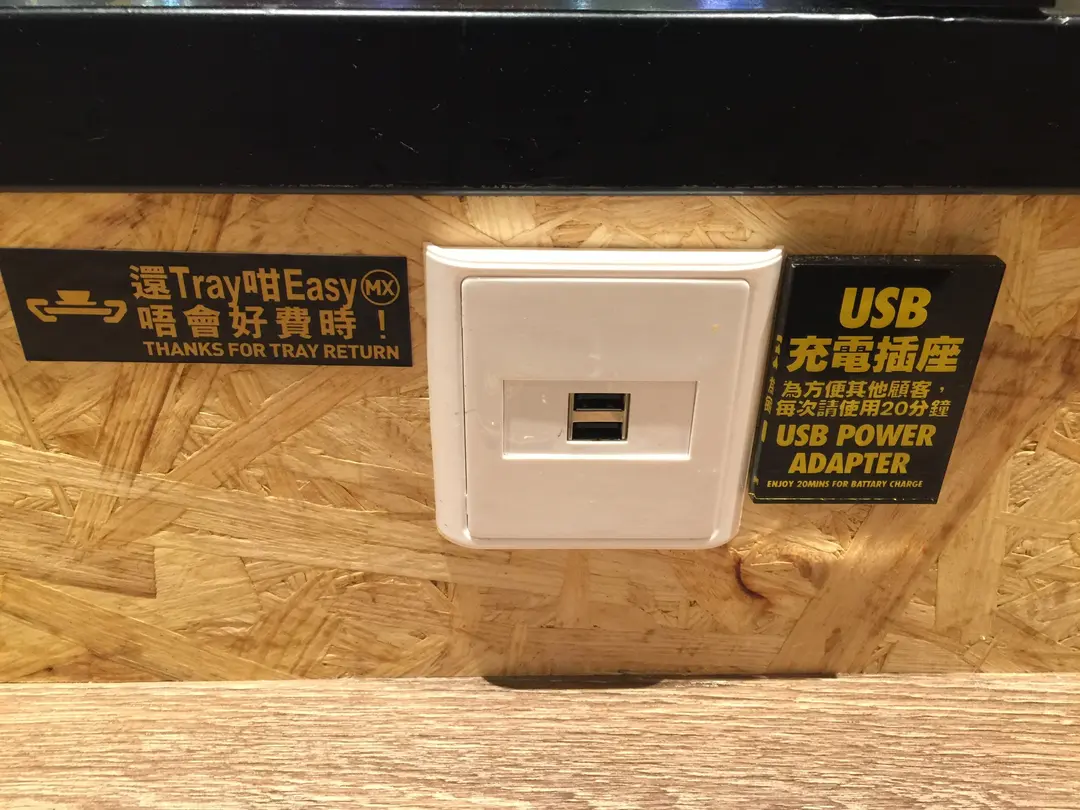 還Tray咁Easy MX
唔會好費時！
THANKS FOR TRAY RETURN
USB
充電插座
為方便其他顧客，
每次請使用20分鐘
USB POWER
ADAPTER
ENJOY 20MINS FOR BATTARY CHARGE